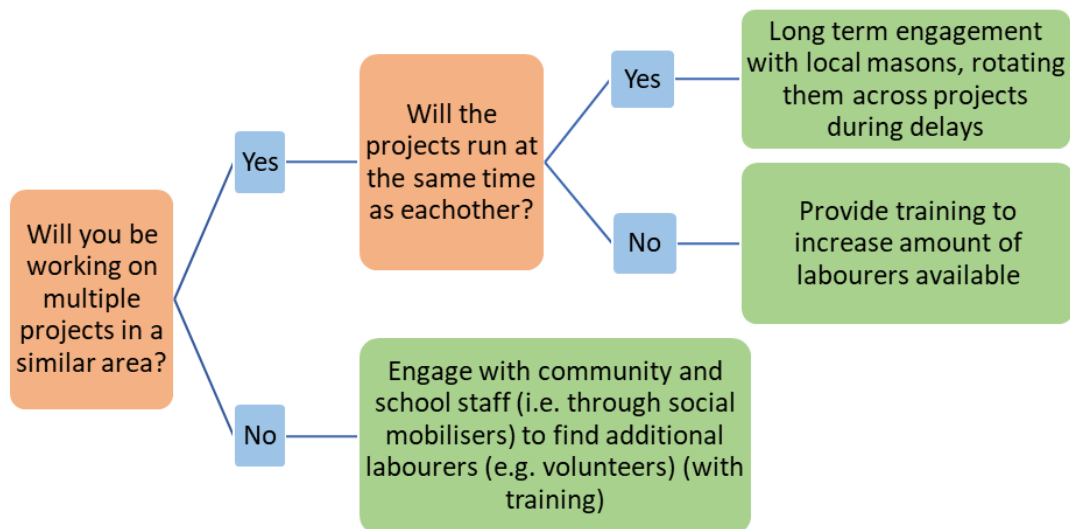 Will you be
working on
multiple
projects in a
similar area?
Yes
Will the
projects run at
the same time
as eachother?
Yes
Long term engagement
with local masons, rotating
them across projects
during delays
No
Provide training to
increase amount of
labourers available
No
Engage with community and
school staff (i.e. through social
mobilisers) to find additional
labourers (e.g. volunteers) (with
training)